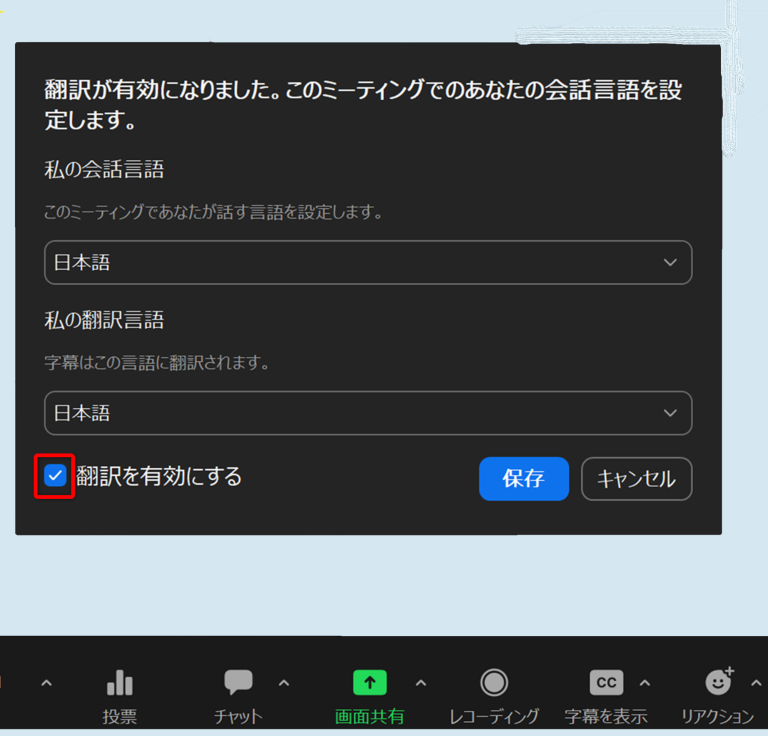 翻訳が有効になりました。このミーティングでのあなたの会話言語を設
定します。
私の会話言語
このミーティングであなたが話す言語を設定します。
日本語
私の翻訳言語
字幕はこの言語に翻訳されます。
日本語
翻訳を有効にする
保存
キャンセル
CC
投票
チャット
画面共有
レコーディング
字幕を表示
リアクション